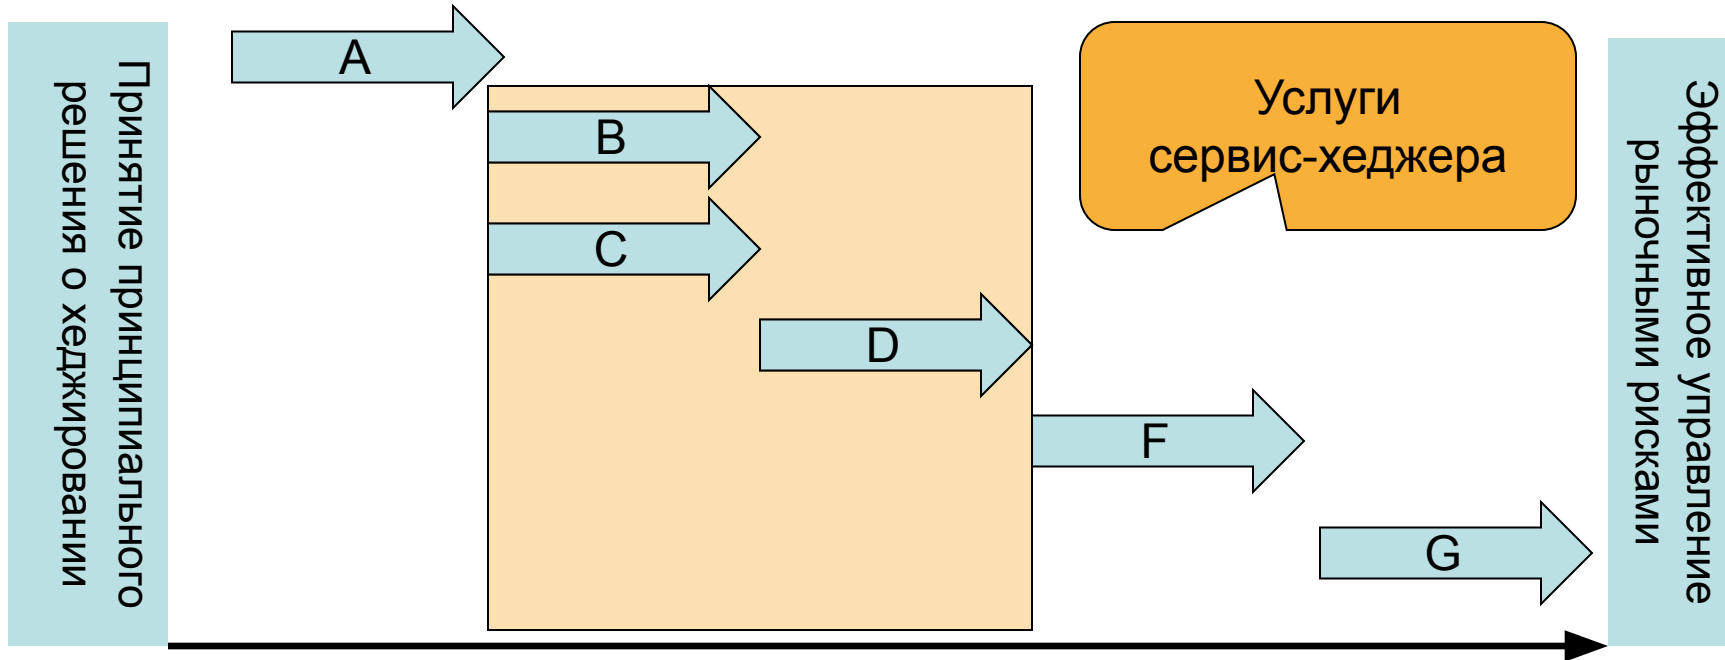 Принятие принципиального
решения о хеджировании
A
B
C
D
F
G
Услуги
сервис-хеджера
Эффективное управление
рыночными рисками